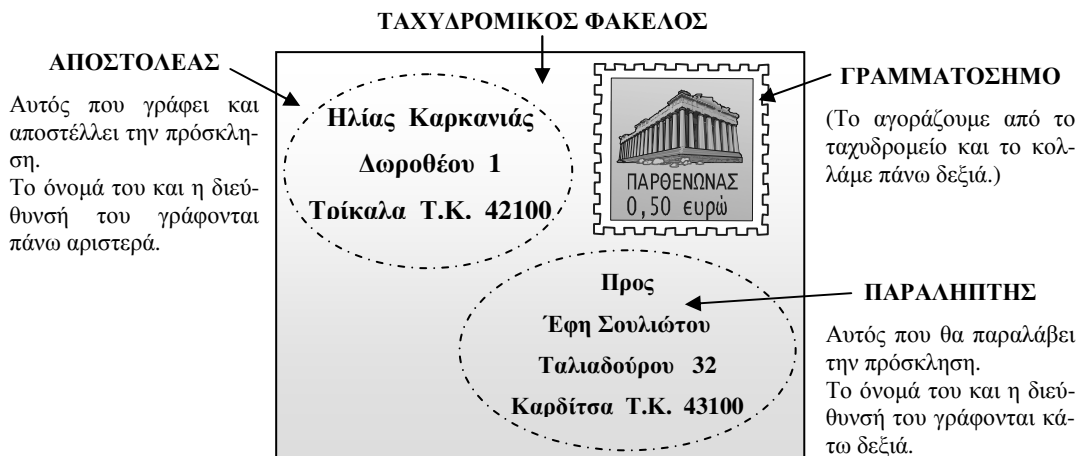 ΤΑΧΥΔΡΟΜΙΚΟΣ ΦΑΚΕΛΟΣ
ΑΠΟΣΤΟΛΕΑΣ
Αυτός που γράφει και
αποστέλλει την πρόσκλη-
ση.
Το όνομά του και η διεύ-
θυνσή του γράφονται
πάνω αριστερά.
Ηλίας Καρκανιάς
Δωροθέου 1
Τρίκαλα Τ.Κ. 42100
ΠΑΡΘΕΝΩΝΑΣ
0,50 ευρώ
ΓΡΑΜΜΑΤΟΣΗΜΟ
(Το αγοράζουμε από το
ταχυδρομείο και το κολ-
λάμε πάνω δεξιά.)
Προς
Έφη Σουλιώτου
Ταλιαδούρου 32
Καρδίτσα Τ.Κ. 43100
ΠΑΡΑΛΗΠΤΗΣ
Αυτός που θα παραλάβει
την πρόσκληση.
Το όνομά του και η διεύ-
θυνσή του γράφονται κά-
τω δεξιά.